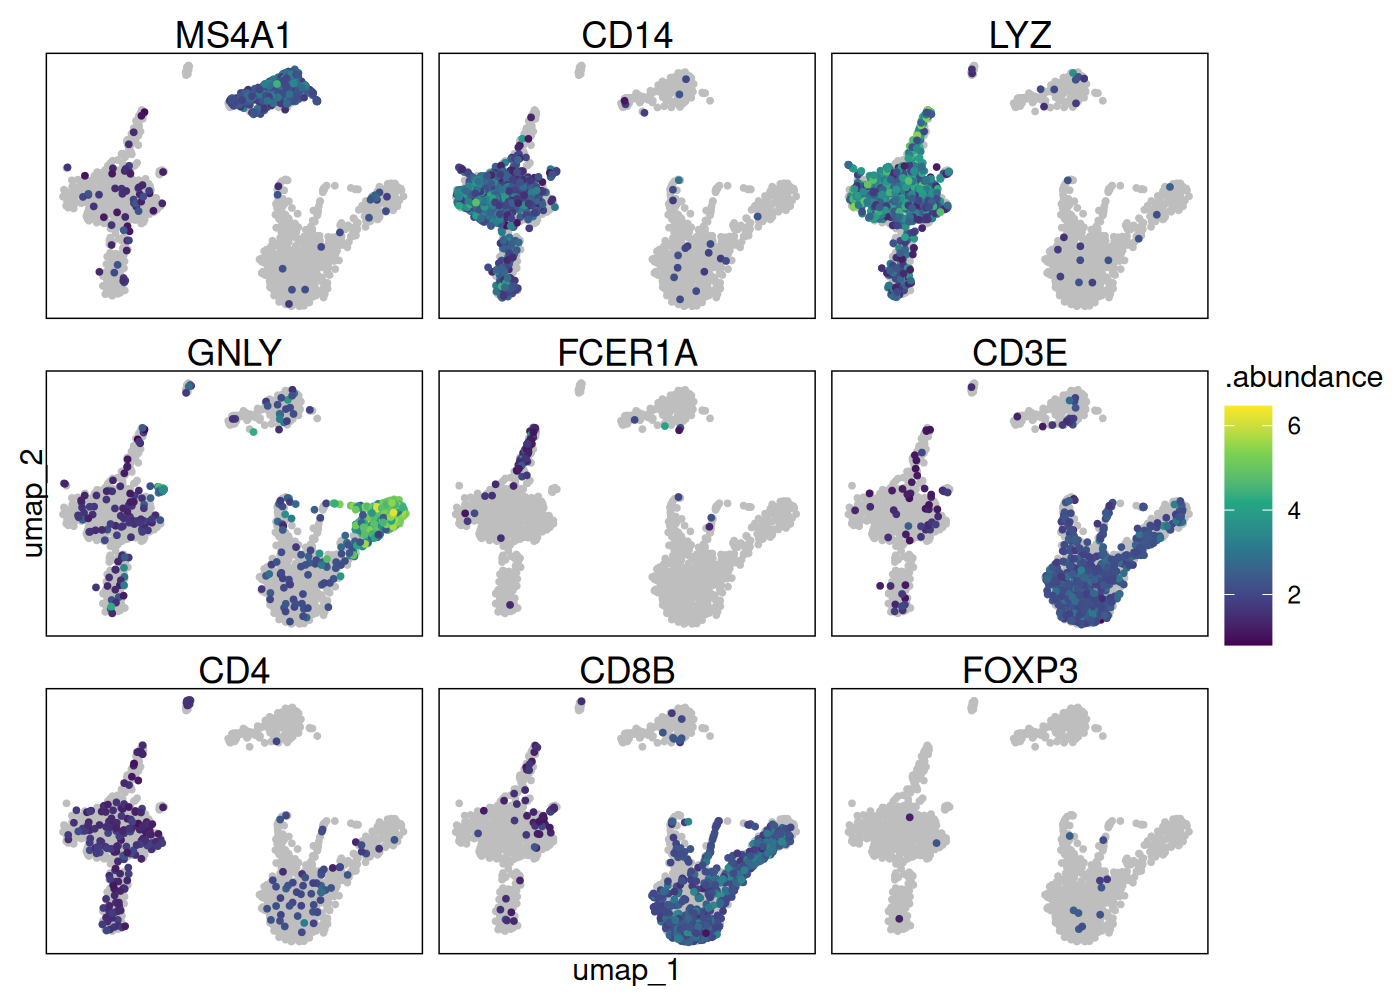 MS4A1 CD14 LYZ
GNLY FCER1A CD3E
.abundance
6
4
2
umap_2
CD4 CD8B FOXP3
umap_1